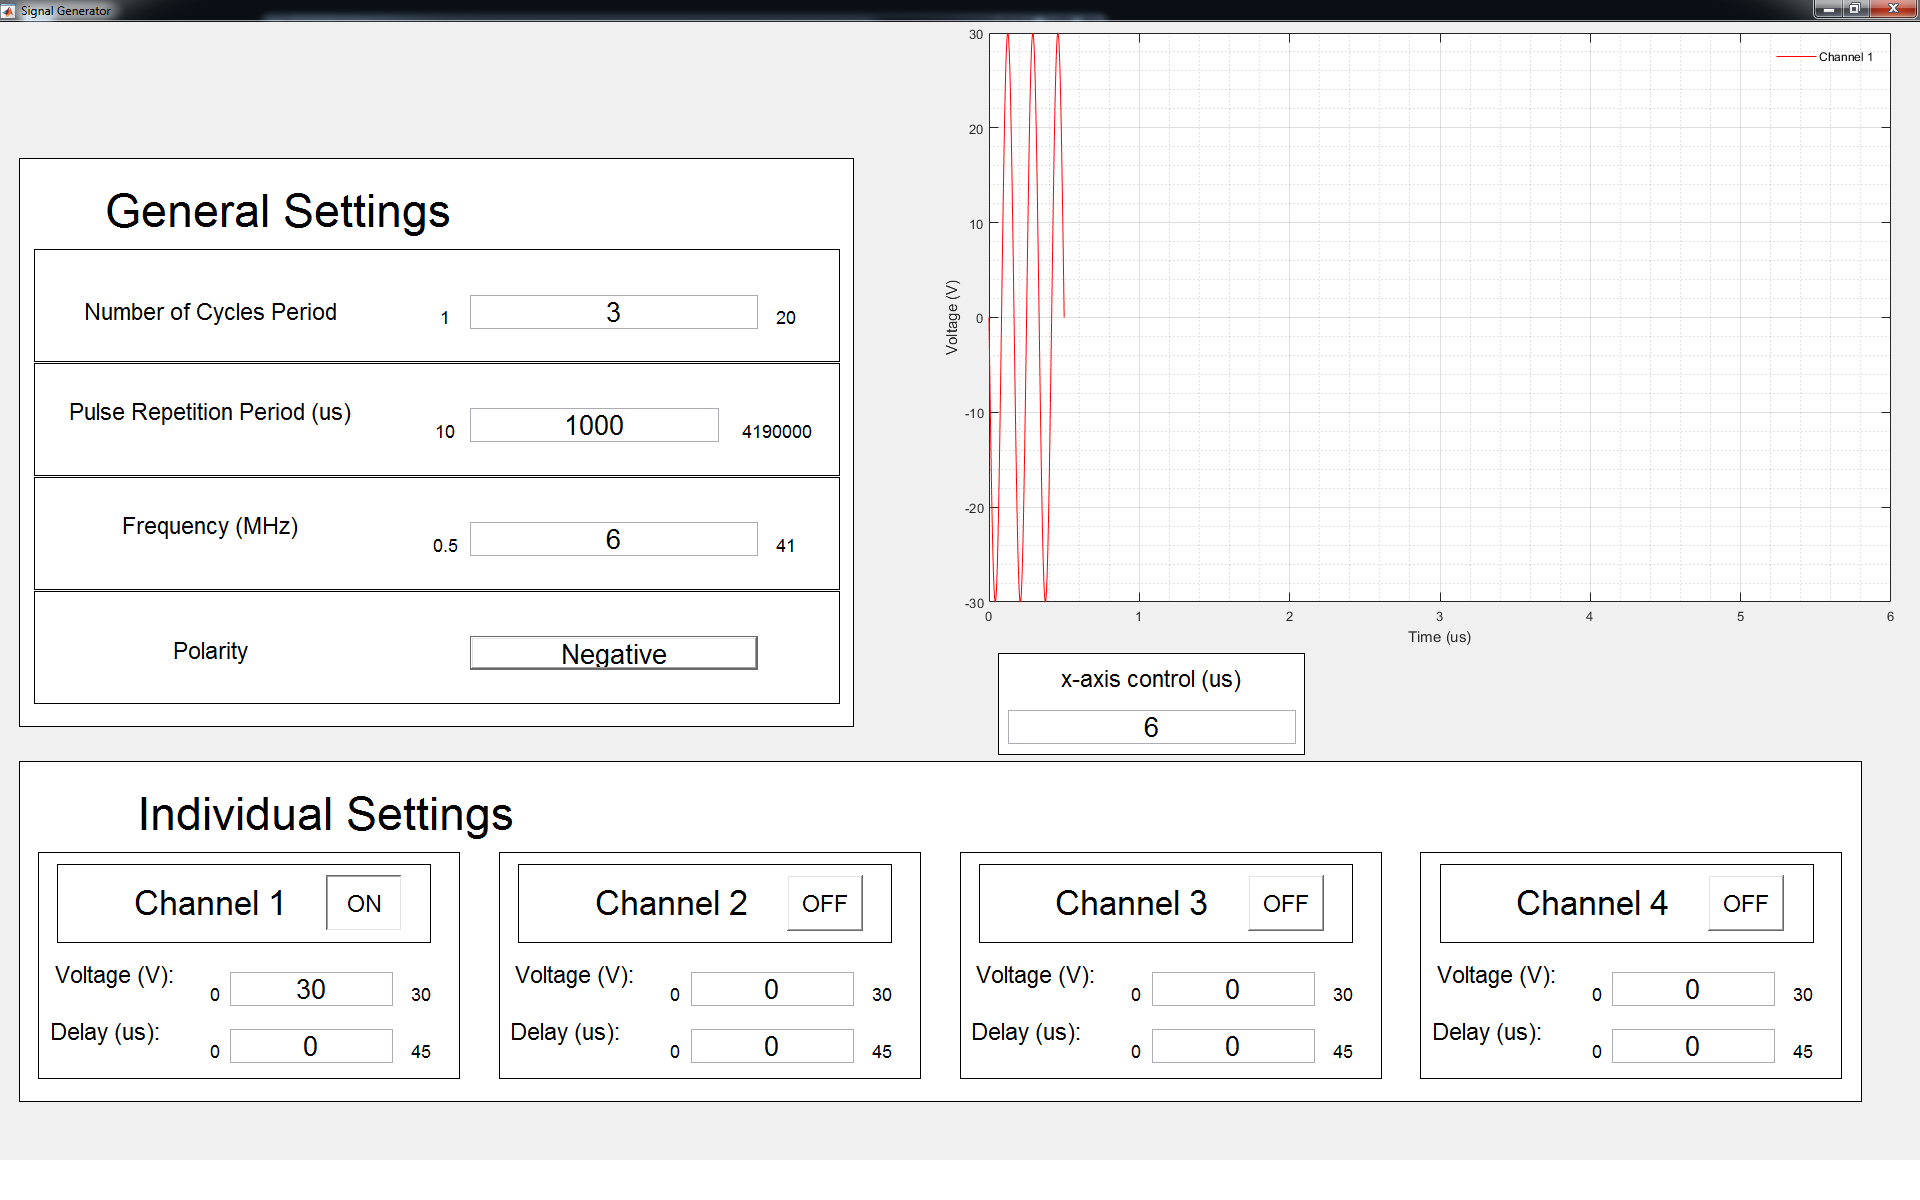 Signal Generator
General Settings
Number of Cycles Period 1 3 20
Pulse Repetition Period (us) 10 1000 4190000
Frequency (MHz) 0.5 6 41
Polarity Negative
30
20
10
0
-10
-20
-30
Voltage (V)
Channel 1
0 1 2 3 4 5 6
Time (us)
x-axis control (us)
6
Individual Settings
Channel 1 ON
Voltage (V): 0 30 30
Delay (us): 0 0 45
Channel 2 OFF
Voltage (V): 0 0 30
Delay (us): 0 0 45
Channel 3 OFF
Voltage (V): 0 0 30
Delay (us): 0 0 45
Channel 4 OFF
Voltage (V): 0 0 30
Delay (us): 0 0 45